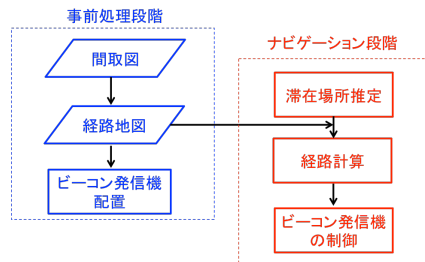 事前処理段階
間取図
経路地図
ビーコン発信機
配置
ナビゲーション段階
滞在場所推定
経路計算
ビーコン発信機
の制御